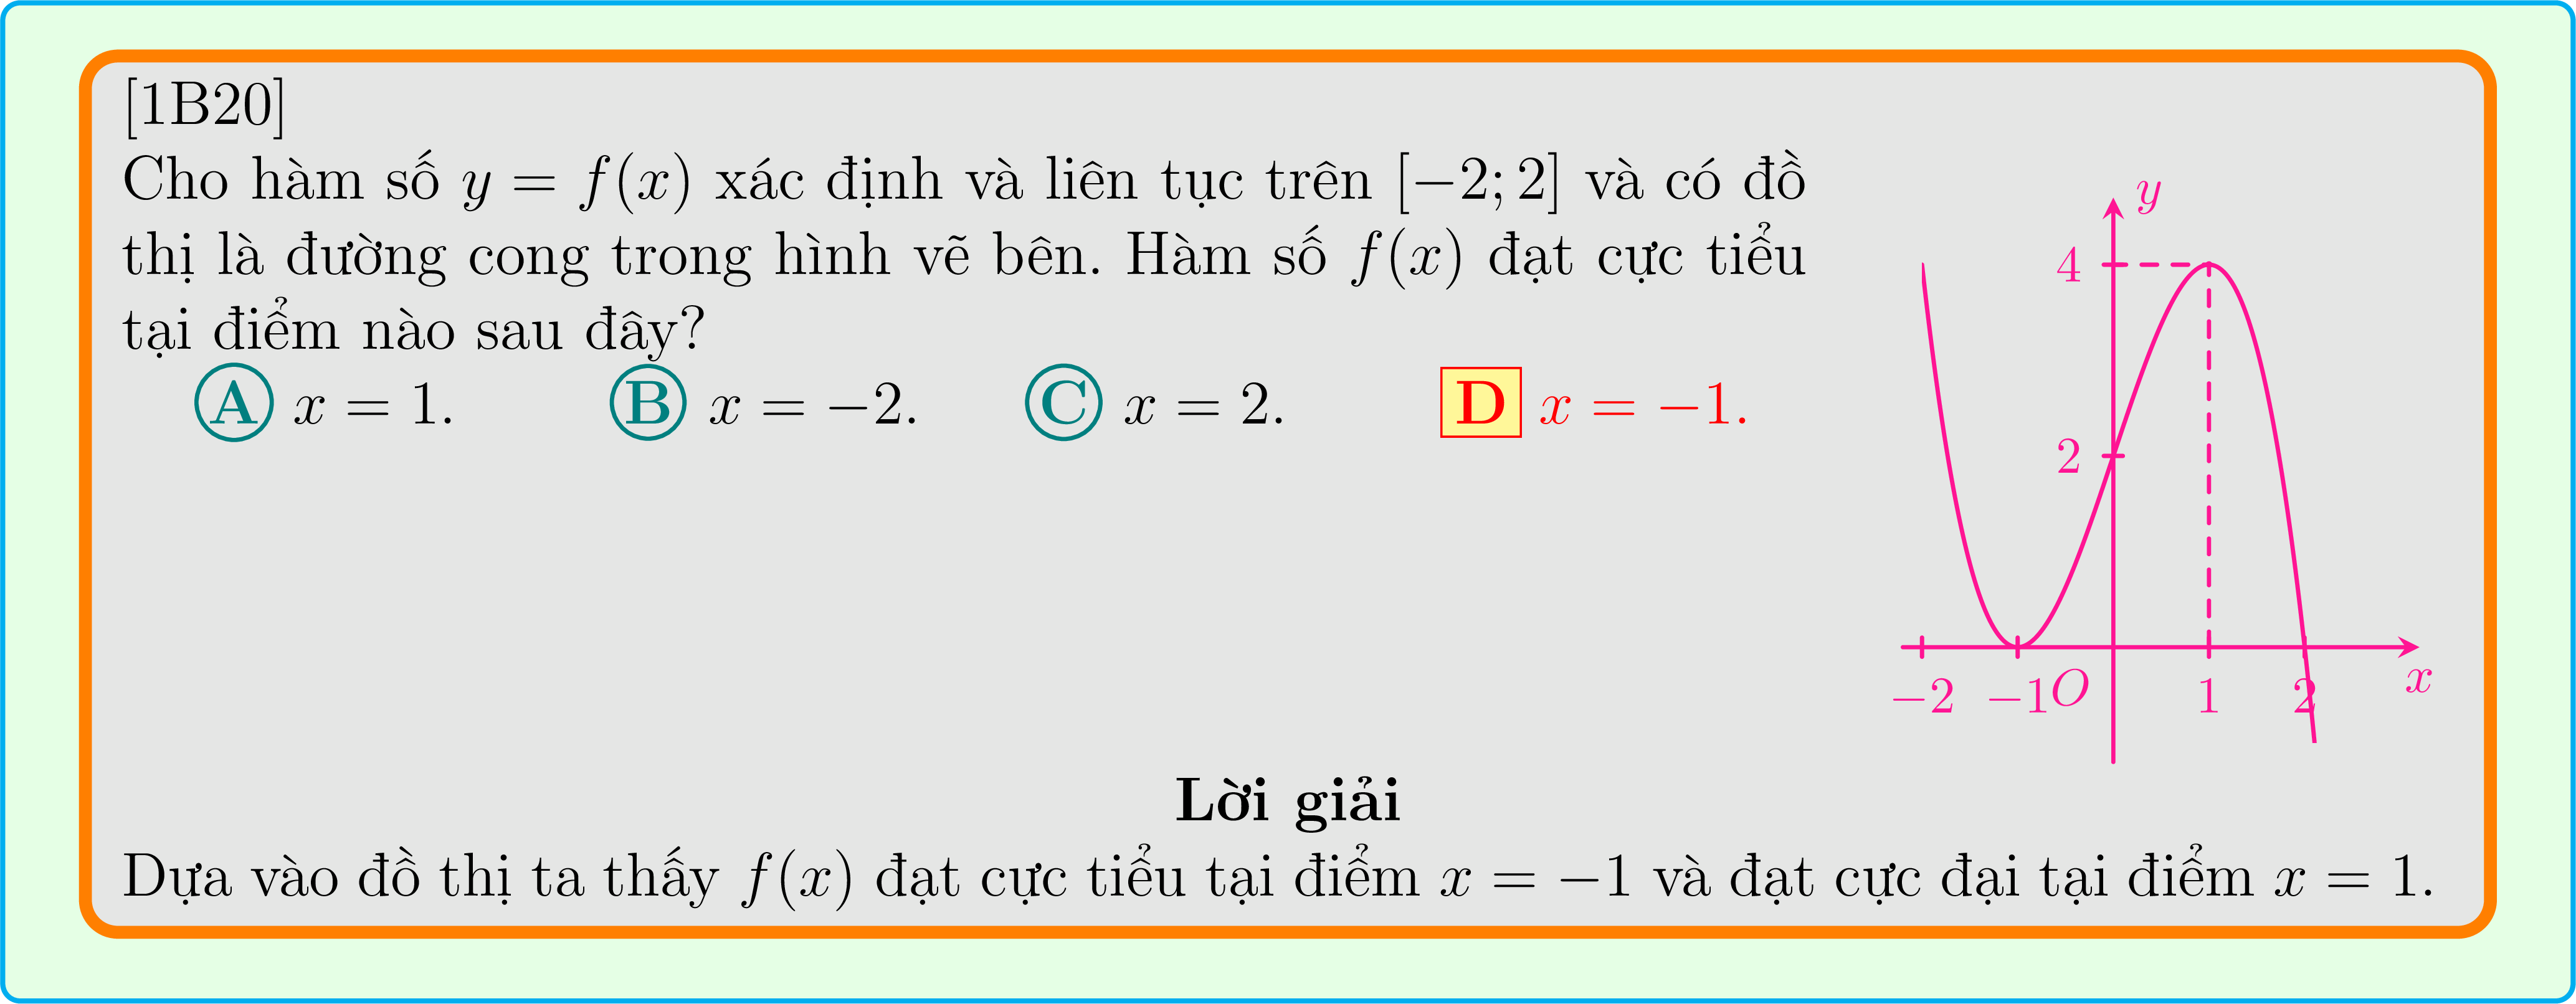 [1B20]
Cho hàm số y = f(x) xác định và liên tục trên [−2; 2] và có đồ
thị là đường cong trong hình vẽ bên. Hàm số f(x) đạt cực tiểu
tại điểm nào sau đây?
A x = 1. B x = −2. C x = 2. D x = −1.
y
4
2
−2 −1 O 1 2 x
Lời giải
Dựa vào đồ thị ta thấy f(x) đạt cực tiểu tại điểm x = −1 và đạt cực đại tại điểm x = 1.